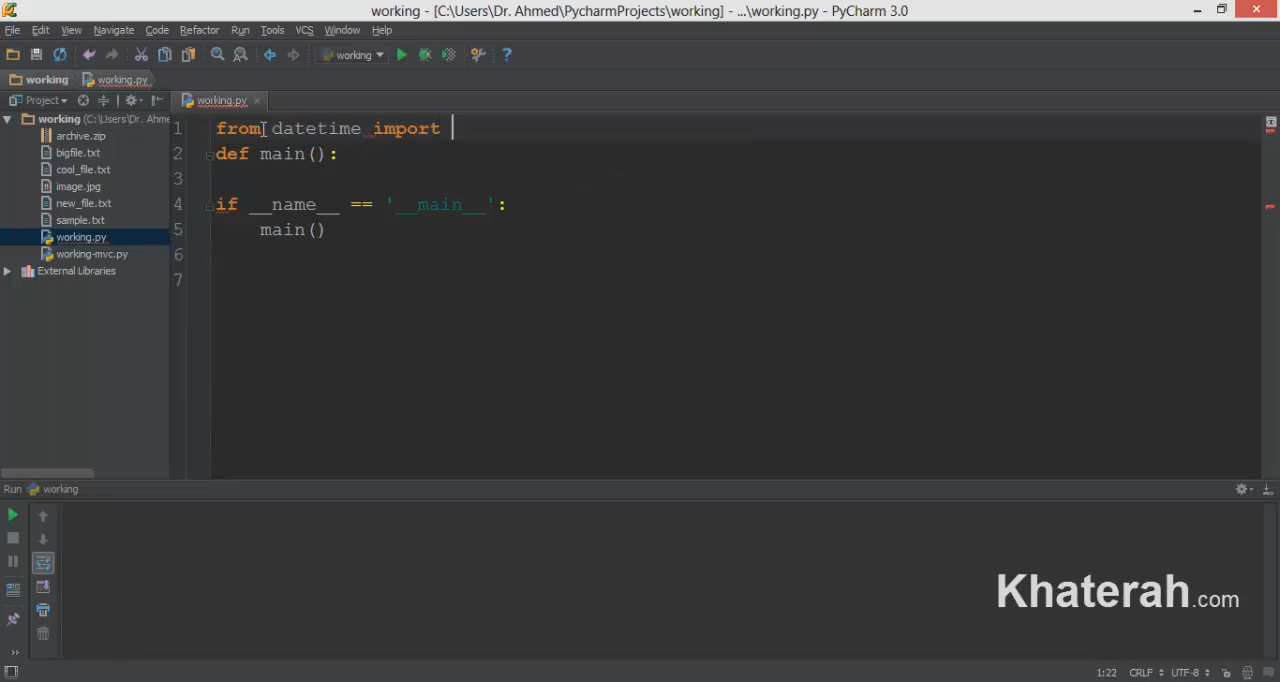 working - [C:\Users\Dr. Ahmed\PycharmProjects\working] - ...\working.py - PyCharm 3.0
File Edit View Navigate Code Refactor Run Tools VCS Window Help
working
working working.py
Project working.py
working (C:\Users\Dr. Ahme
archive.zip
bigfile.txt
cool_file.txt
image.jpg
new_file.txt
sample.txt
working.py
working-mvc.py
External Libraries
1 from datetime import
2 def main():
3
4 if __name__ == '__main__':
5 main()
6
7
Run working
Khaterah.com
1:22 CRLF UTF-8